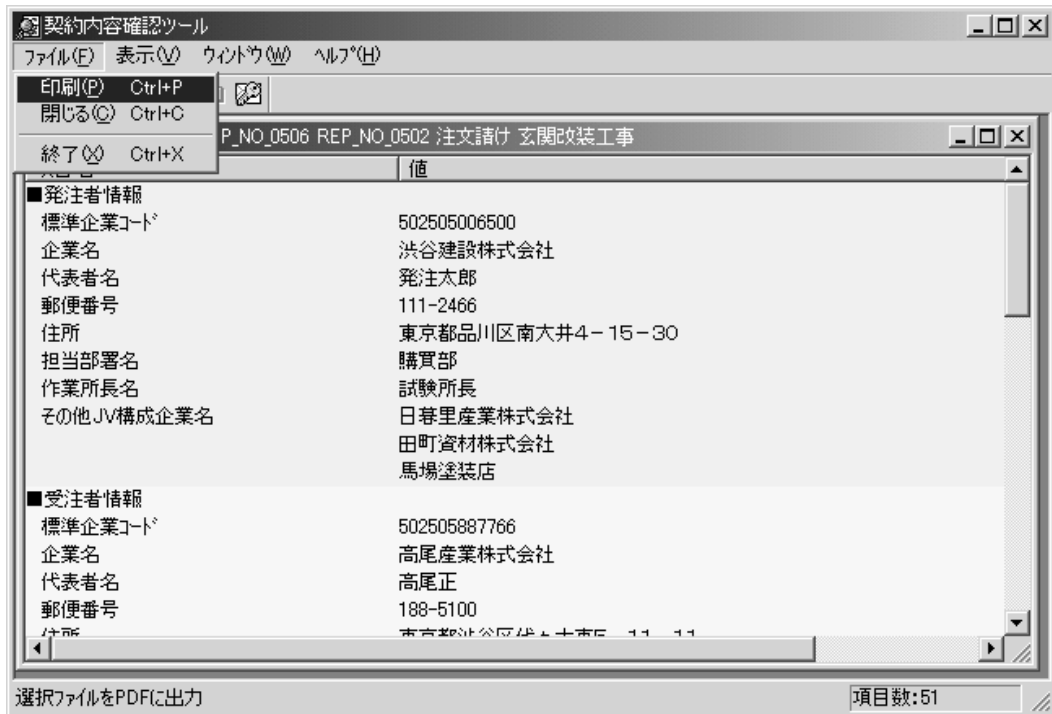 契約内容確認ツール
ファイル(F) 表示(V) ウィンドウ(W) ヘルプ(H)
印刷(P) Ctrl+P
閉じる(C) Ctrl+C
終了(X) Ctrl+X
P_NO_0506 REP_NO_0502 注文請け 玄関改装工事
値
■発注者情報
標準企業コード 502505006500
企業名 渋谷建設株式会社
代表者名 発注太郎
郵便番号 111-2466
住所 東京都品川区南大井4-15-30
担当部署名 購買部
作業所長名 試験所長
その他JV構成企業名 日暮里産業株式会社
田町資材株式会社
馬場塗装店
■受注者情報
標準企業コード 502505887766
企業名 高尾産業株式会社
代表者名 高尾正
郵便番号 188-5100
住所
選択ファイルをPDFに出力 項目数:51